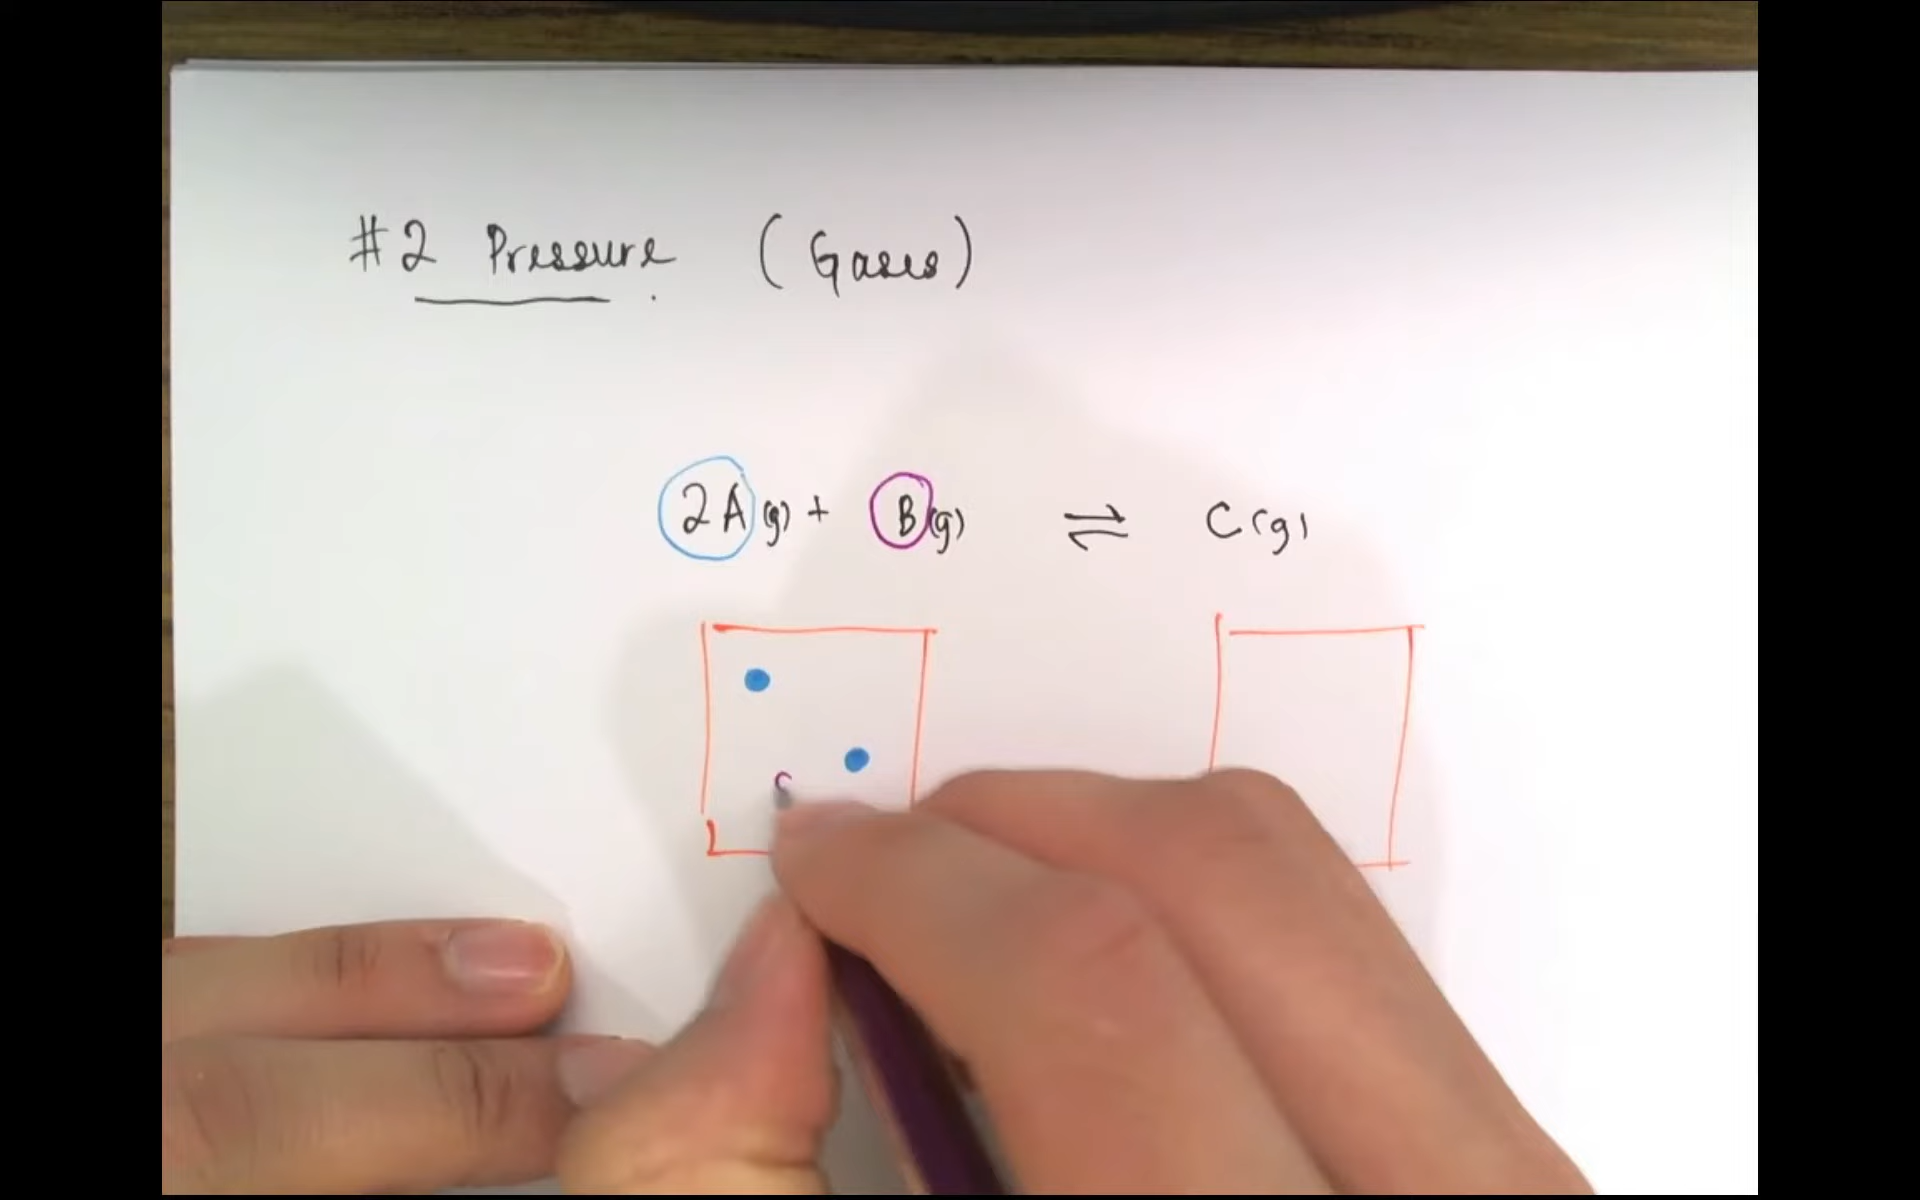 #2 Pressure (Gases)
2A(g) + B(g) ⇌ C(g)